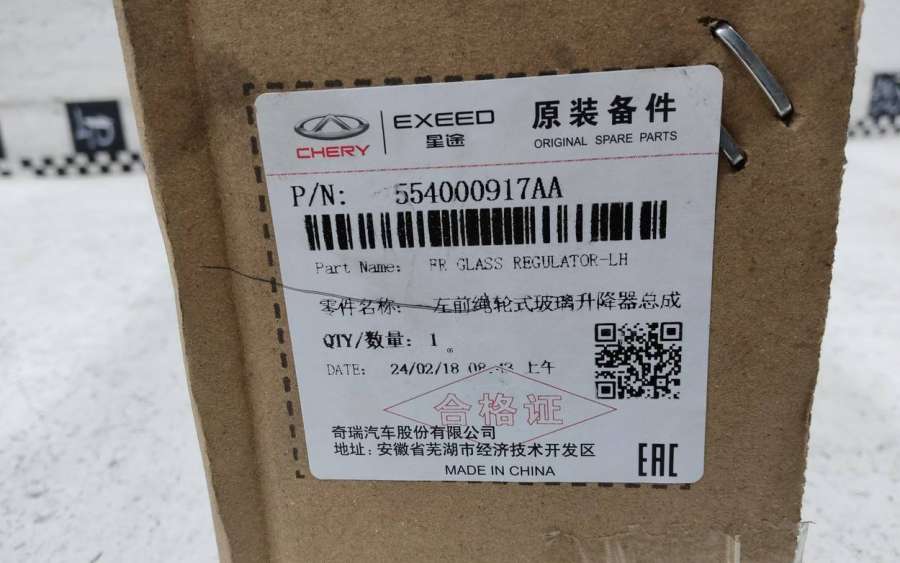 CHERY
EXEED
星途
原装备件
ORIGINAL SPARE PARTS
P/N: 554000917AA
Part Name: FR GLASS REGULATOR-LH
零件名称: 左前绳轮式玻璃升降器总成
QTY/数量: 1
DATE: 24/02/18 08:43 上午
合格证
奇瑞汽车股份有限公司
地址:安徽省芜湖市经济技术开发区
MADE IN CHINA
EAC